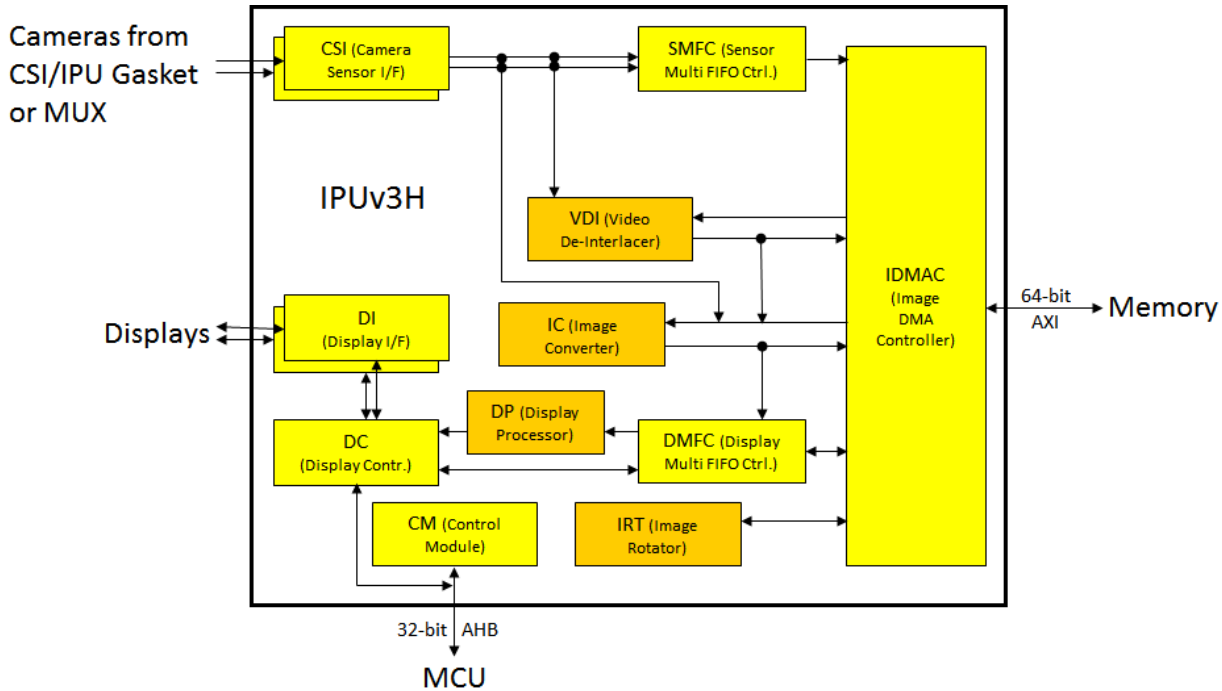 Cameras from
CSI/IPU Gasket
or MUX
CSI (Camera
Sensor I/F)
SMFC (Sensor
Multi FIFO Ctrl.)
IPUv3H
VDI (Video
De-Interlacer)
IDMAC
(Image
DMA
Controller)
64-bit
AXI
Memory
Displays
DI
(Display I/F)
IC (Image
Converter)
DP (Display
Processor)
DC
(Display Contr.)
DMFC (Display
Multi FIFO Ctrl.)
CM (Control
Module)
IRT (Image
Rotator)
32-bit AHB
MCU